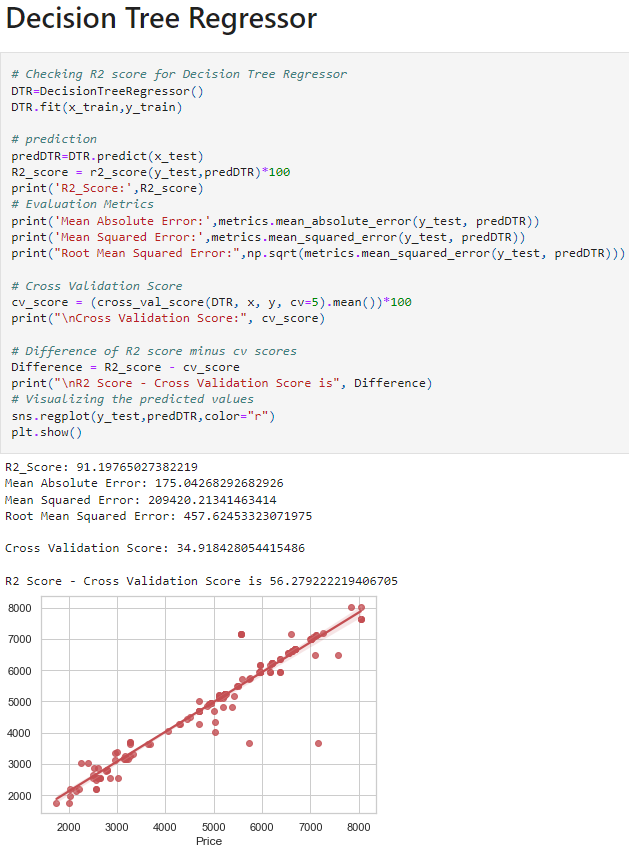 Decision Tree Regressor
# Checking R2 score for Decision Tree Regressor
DTR=DecisionTreeRegressor()
DTR.fit(x_train,y_train)
# prediction
predDTR=DTR.predict(x_test)
R2_score = r2_score(y_test,predDTR)*100
print('R2_Score:',R2_score)
# Evaluation Metrics
print('Mean Absolute Error:',metrics.mean_absolute_error(y_test, predDTR))
print('Mean Squared Error:',metrics.mean_squared_error(y_test, predDTR))
print("Root Mean Squared Error:",np.sqrt(metrics.mean_squared_error(y_test, predDTR)))
# Cross Validation Score
cv_score = (cross_val_score(DTR, x, y, cv=5).mean())*100
print("\nCross Validation Score:", cv_score)
# Difference of R2 score minus cv scores
Difference = R2_score - cv_score
print("\nR2 Score - Cross Validation Score is", Difference)
# Visualizing the predicted values
sns.regplot(y_test,predDTR,color="r")
plt.show()
R2_Score: 91.19765027382219
Mean Absolute Error: 175.04268292682926
Mean Squared Error: 209420.21341463414
Root Mean Squared Error: 457.62453323071975
Cross Validation Score: 34.918428054415486
R2 Score - Cross Validation Score is 56.279222219406705
8000
7000
6000
5000
4000
3000
2000
2000 3000 4000 5000 6000 7000 8000
Price